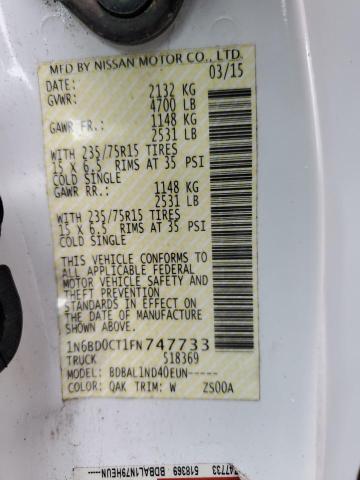 MFD BY NISSAN MOTOR CO., LTD.
DATE: 03/15
GVWR: 2132 KG
4700 LB
GAWR FR.: 1148 KG
2531 LB
WITH 235/75R15 TIRES
15 X 6.5 RIMS AT 35 PSI
COLD SINGLE
GAWR RR.: 1148 KG
2531 LB
WITH 235/75R15 TIRES
15 X 6.5 RIMS AT 35 PSI
COLD SINGLE
THIS VEHICLE CONFORMS TO
ALL APPLICABLE FEDERAL
MOTOR VEHICLE SAFETY
AND THEFT PREVENTION
STANDARDS IN EFFECT ON
THE DATE OF MANUFACTURE
SHOWN ABOVE.
1N6BD0CT1FN747733
TRUCK 518369
MODEL: BDBAL1ND40EUN-----
COLOR: QAK TRIM: W ZS00A
747733 518369 BDBAL1N79HEUN----